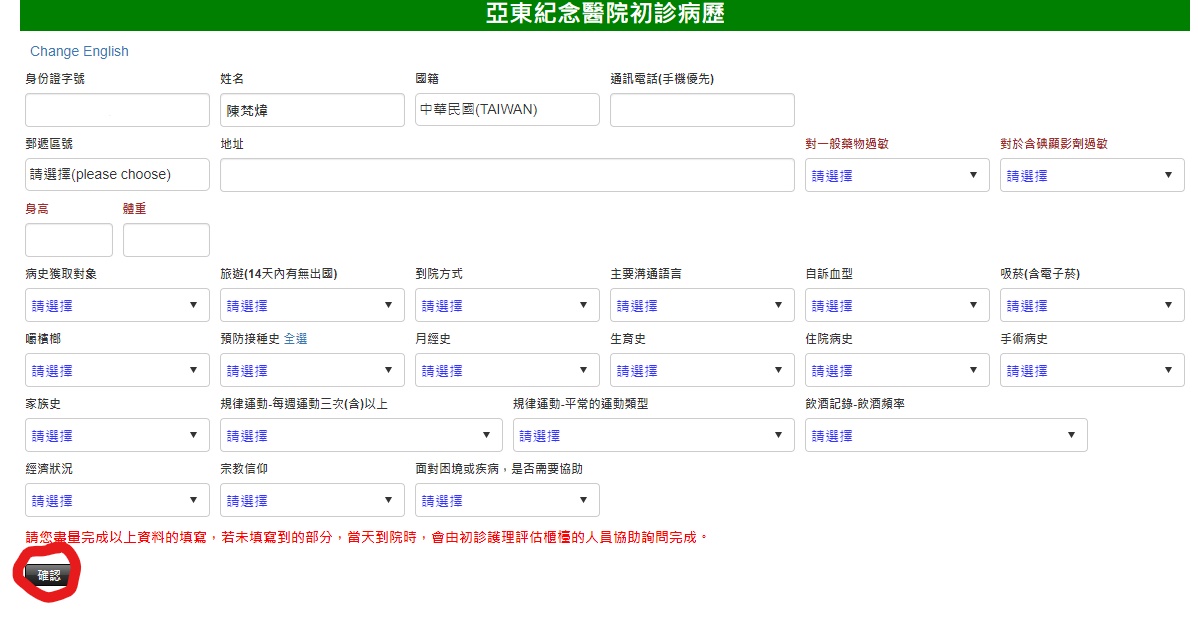 亞東紀念醫院初診病歷
Change English
身份證字號 姓名 國籍 通訊電話(手機優先)
陳梵煒 中華民國(TAIWAN)
郵遞區號 地址 對一般藥物過敏 對於含碘顯影劑過敏
請選擇(please choose) 請選擇 請選擇
身高 體重
病史獲取對象 旅遊(14天內有無出國) 到院方式 主要溝通語言 自訴血型 吸菸(含電子菸)
請選擇 請選擇 請選擇 請選擇 請選擇 請選擇
嚼檳榔 預防接種史 全選 月經史 生育史 住院病史 手術病史
請選擇 請選擇 請選擇 請選擇 請選擇 請選擇
家族史 規律運動-每週運動三次(含)以上 規律運動-平常的運動類型 飲酒記錄-飲酒頻率
請選擇 請選擇 請選擇 請選擇
經濟狀況 宗教信仰 面對困境或疾病，是否需要協助
請選擇 請選擇 請選擇
請您盡量完成以上資料的填寫，若未填寫到的部分，當天到院時，會由初診護理評估櫃檯的人員協助詢問完成。
確認